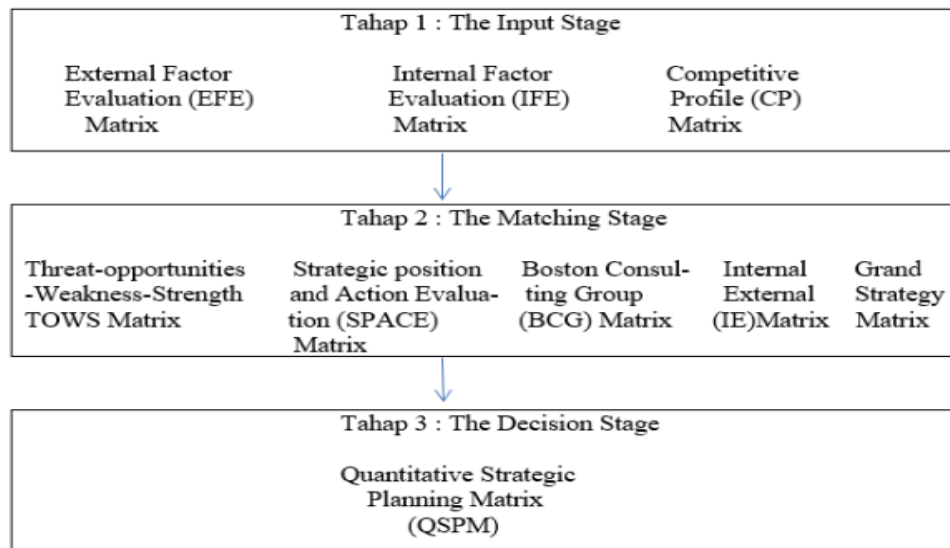 Tahap 1 : The Input Stage
External Factor
Evaluation (EFE)
Matrix
Internal Factor
Evaluation (IFE)
Matrix
Competitive
Profile (CP)
Matrix
Tahap 2 : The Matching Stage
Threat-opportunities
-Weakness-Strength
TOWS Matrix
Strategic position
and Action Evalua-
tion (SPACE)
Matrix
Boston Consul-
ting Group
(BCG) Matrix
Internal
External
(IE)Matrix
Grand
Strategy
Matrix
Tahap 3 : The Decision Stage
Quantitative Strategic
Planning Matrix
(QSPM)